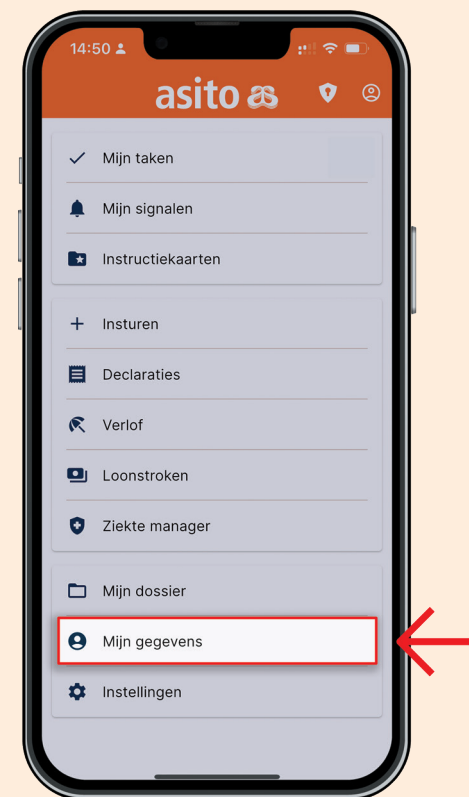 14:50
asito
Mijn taken
Mijn signalen
Instructiekaarten
Insturen
Declaraties
Verlof
Loonstroken
Ziekte manager
Mijn dossier
Mijn gegevens
Instellingen